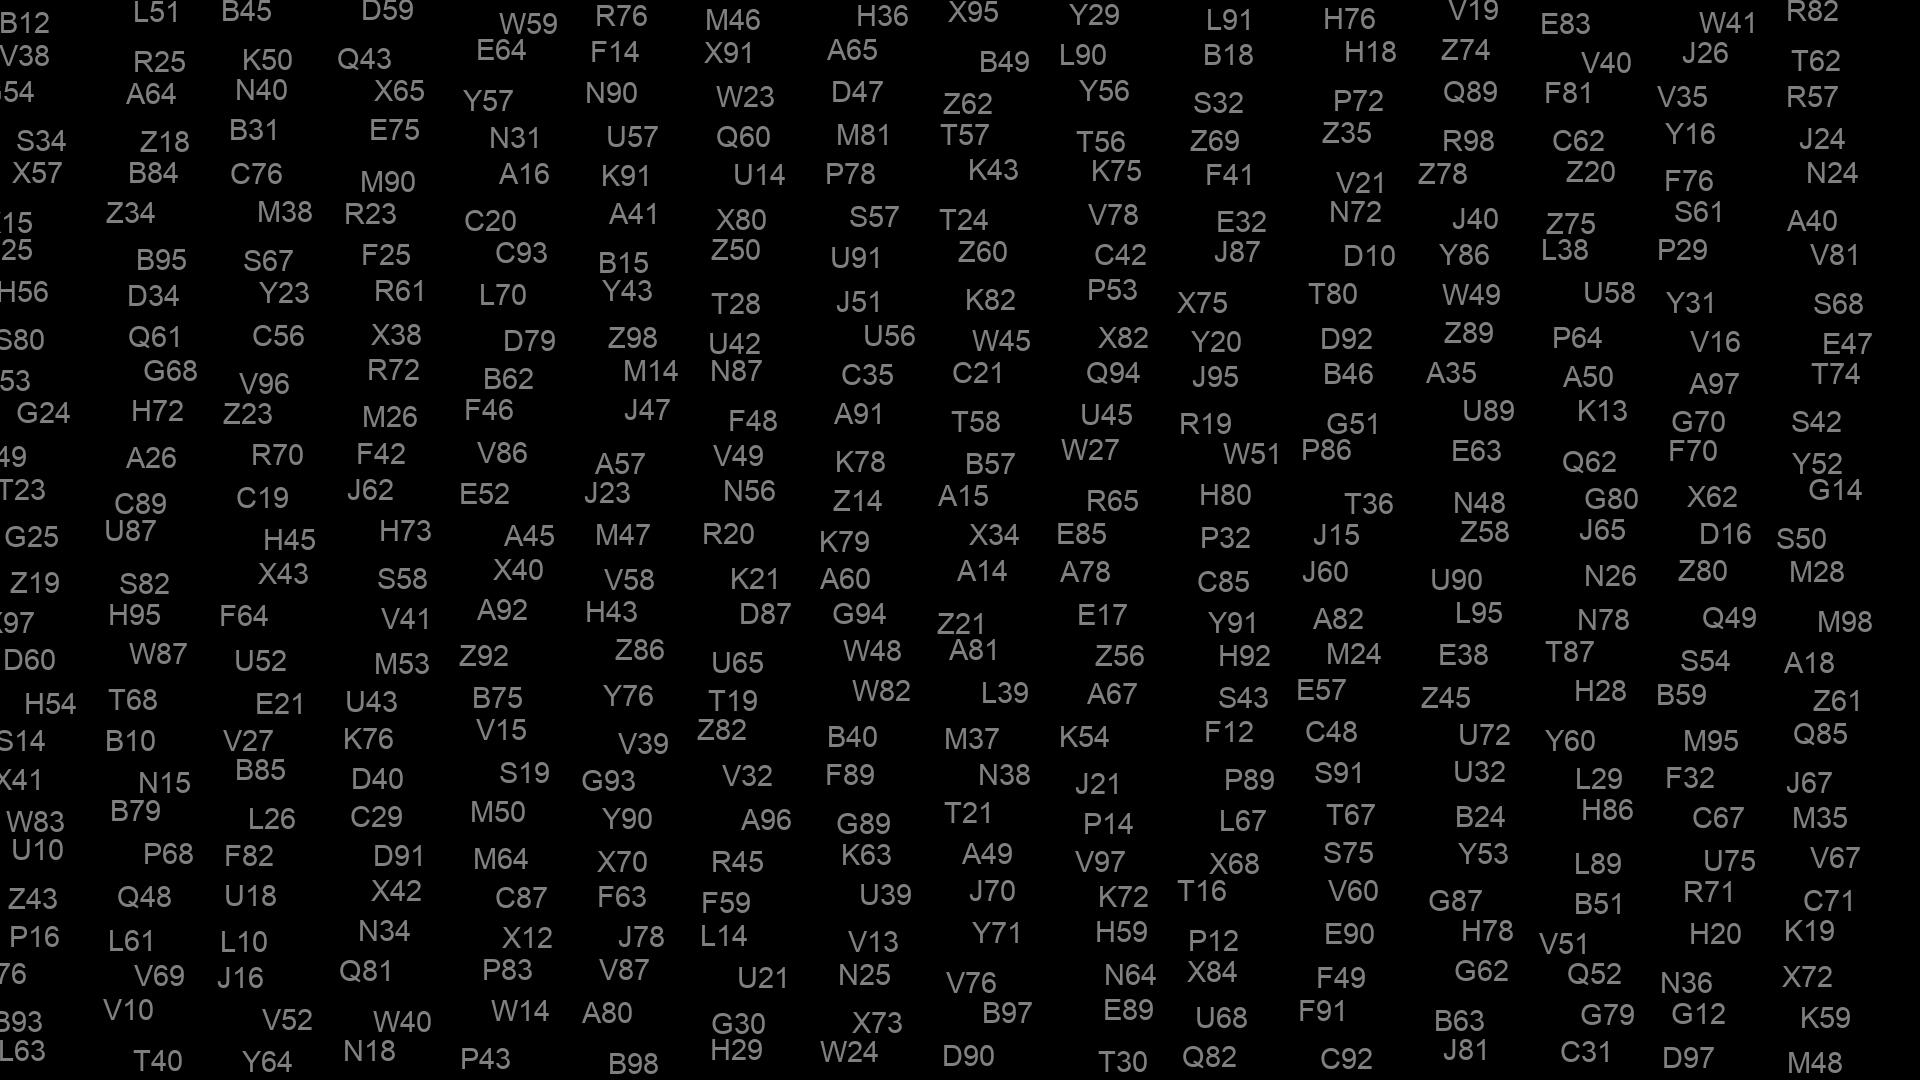 B12 L51 B45 D59 W59 R76 M46 H36 X95 Y29 L91 H76 V19 E83 W41 R82
V38 R25 K50 Q43 E64 F14 X91 A65 B49 L90 B18 H18 Z74 V40 J26 T62
54 A64 N40 X65 Y57 N90 W23 D47 Z62 Y56 S32 P72 Q89 F81 V35 R57
S34 Z18 B31 E75 N31 U57 Q60 M81 T57 T56 Z69 Z35 R98 C62 Y16 J24
X57 B84 C76 M90 A16 K91 U14 P78 K43 K75 F41 V21 Z78 Z20 F76 N24
15 Z34 M38 R23 C20 A41 X80 S57 T24 V78 E32 N72 J40 Z75 S61 A40
25 B95 S67 F25 C93 B15 Z50 U91 Z60 C42 J87 D10 Y86 L38 P29 V81
H56 D34 Y23 R61 L70 Y43 T28 J51 K82 P53 X75 T80 W49 U58 Y31 S68
S80 Q61 C56 X38 D79 Z98 U42 U56 W45 X82 Y20 D92 Z89 P64 V16 E47
53 G68 V96 R72 B62 M14 N87 C35 C21 Q94 J95 B46 A35 A50 A97 T74
G24 H72 Z23 M26 F46 J47 F48 A91 T58 U45 R19 G51 U89 K13 G70 S42
49 A26 R70 F42 V86 A57 V49 K78 B57 W27 W51 P86 E63 Q62 F70 Y52
T23 C89 C19 J62 E52 J23 N56 Z14 A15 R65 H80 T36 N48 G80 X62 G14
G25 U87 H45 H73 A45 M47 R20 K79 X34 E85 P32 J15 Z58 J65 D16 S50
Z19 S82 X43 S58 X40 V58 K21 A60 A14 A78 C85 J60 U90 N26 Z80 M28
97 H95 F64 V41 A92 H43 D87 G94 Z21 E17 Y91 A82 L95 N78 Q49 M98
D60 W87 U52 M53 Z92 Z86 U65 W48 A81 Z56 H92 M24 E38 T87 S54 A18
H54 T68 E21 U43 B75 Y76 T19 W82 L39 A67 S43 E57 Z45 H28 B59 Z61
S14 B10 V27 K76 V15 V39 Z82 B40 M37 K54 F12 C48 U72 Y60 M95 Q85
X41 N15 B85 D40 S19 G93 V32 F89 N38 J21 P89 S91 U32 L29 F32 J67
W83 B79 L26 C29 M50 Y90 A96 G89 T21 P14 L67 T67 B24 H86 C67 M35
U10 P68 F82 D91 M64 X70 R45 K63 A49 V97 X68 S75 Y53 L89 U75 V67
Z43 Q48 U18 X42 C87 F63 F59 U39 J70 K72 T16 V60 G87 B51 R71 C71
P16 L61 L10 N34 X12 J78 L14 V13 Y71 H59 P12 E90 H78 V51 H20 K19
76 V69 J16 Q81 P83 V87 U21 N25 V76 N64 X84 F49 G62 Q52 N36 X72
B93 V10 V52 W40 W14 A80 G30 X73 B97 E89 U68 F91 B63 G79 G12 K59
L63 T40 Y64 N18 P43 B98 H29 W24 D90 T30 Q82 C92 J81 C31 D97 M48